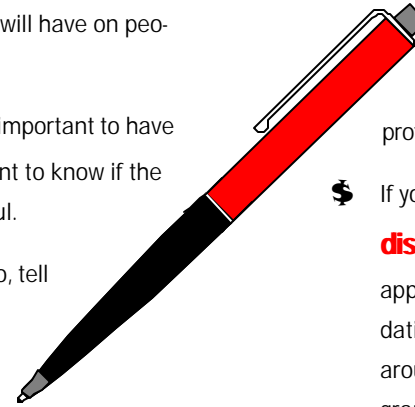 will have on peo-
important to have
nt to know if the
ul.
o, tell
pro
$ If yo
dis
app
dati
arou